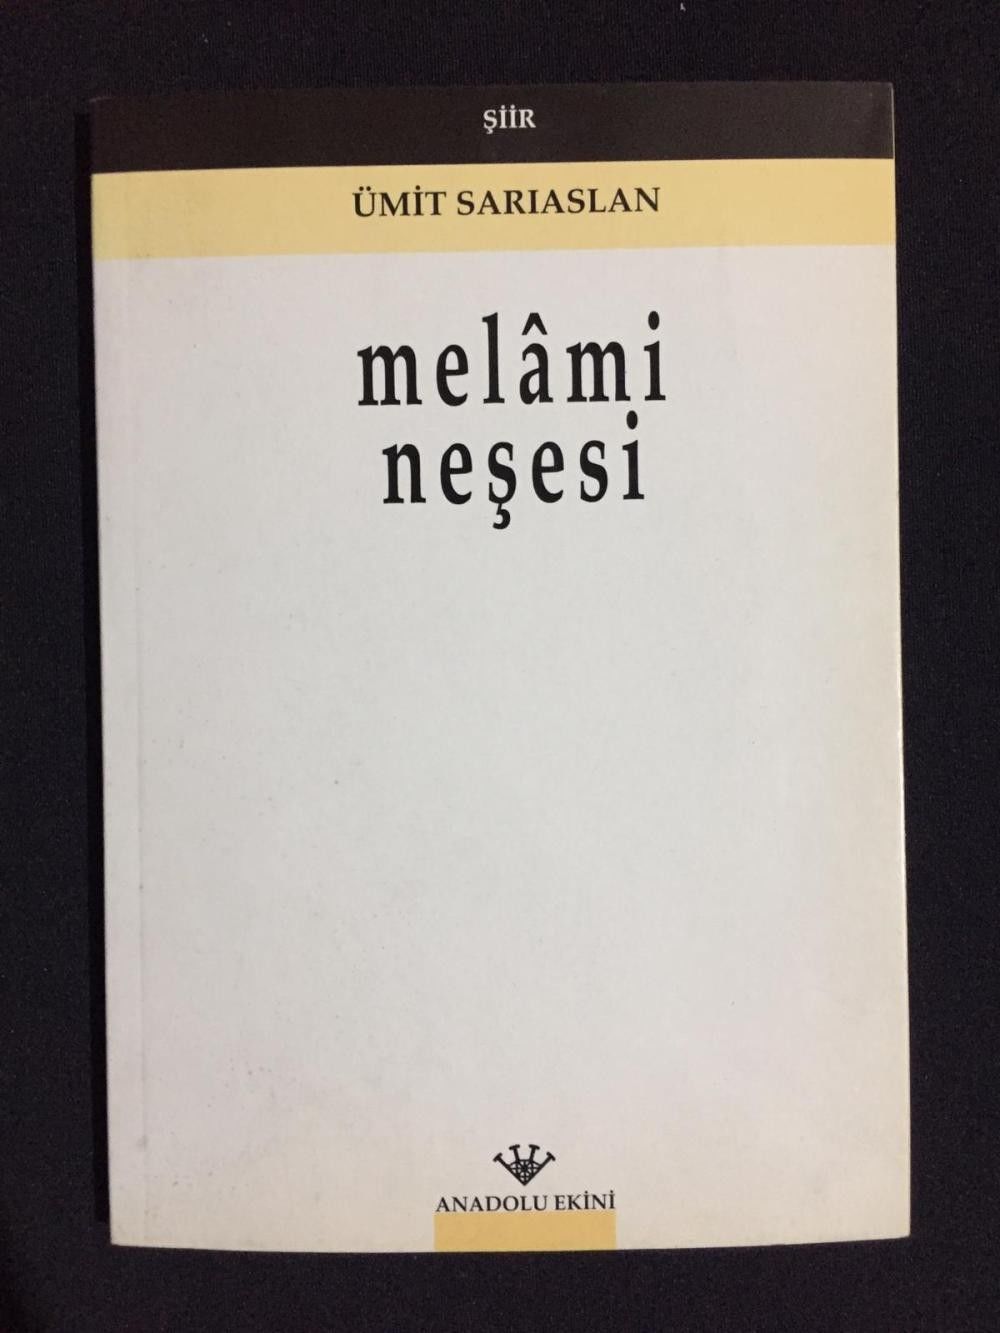 ŞİİR
ÜMİT SARIASLAN
melâmi
neşesi
ANADOLU EKİNİ